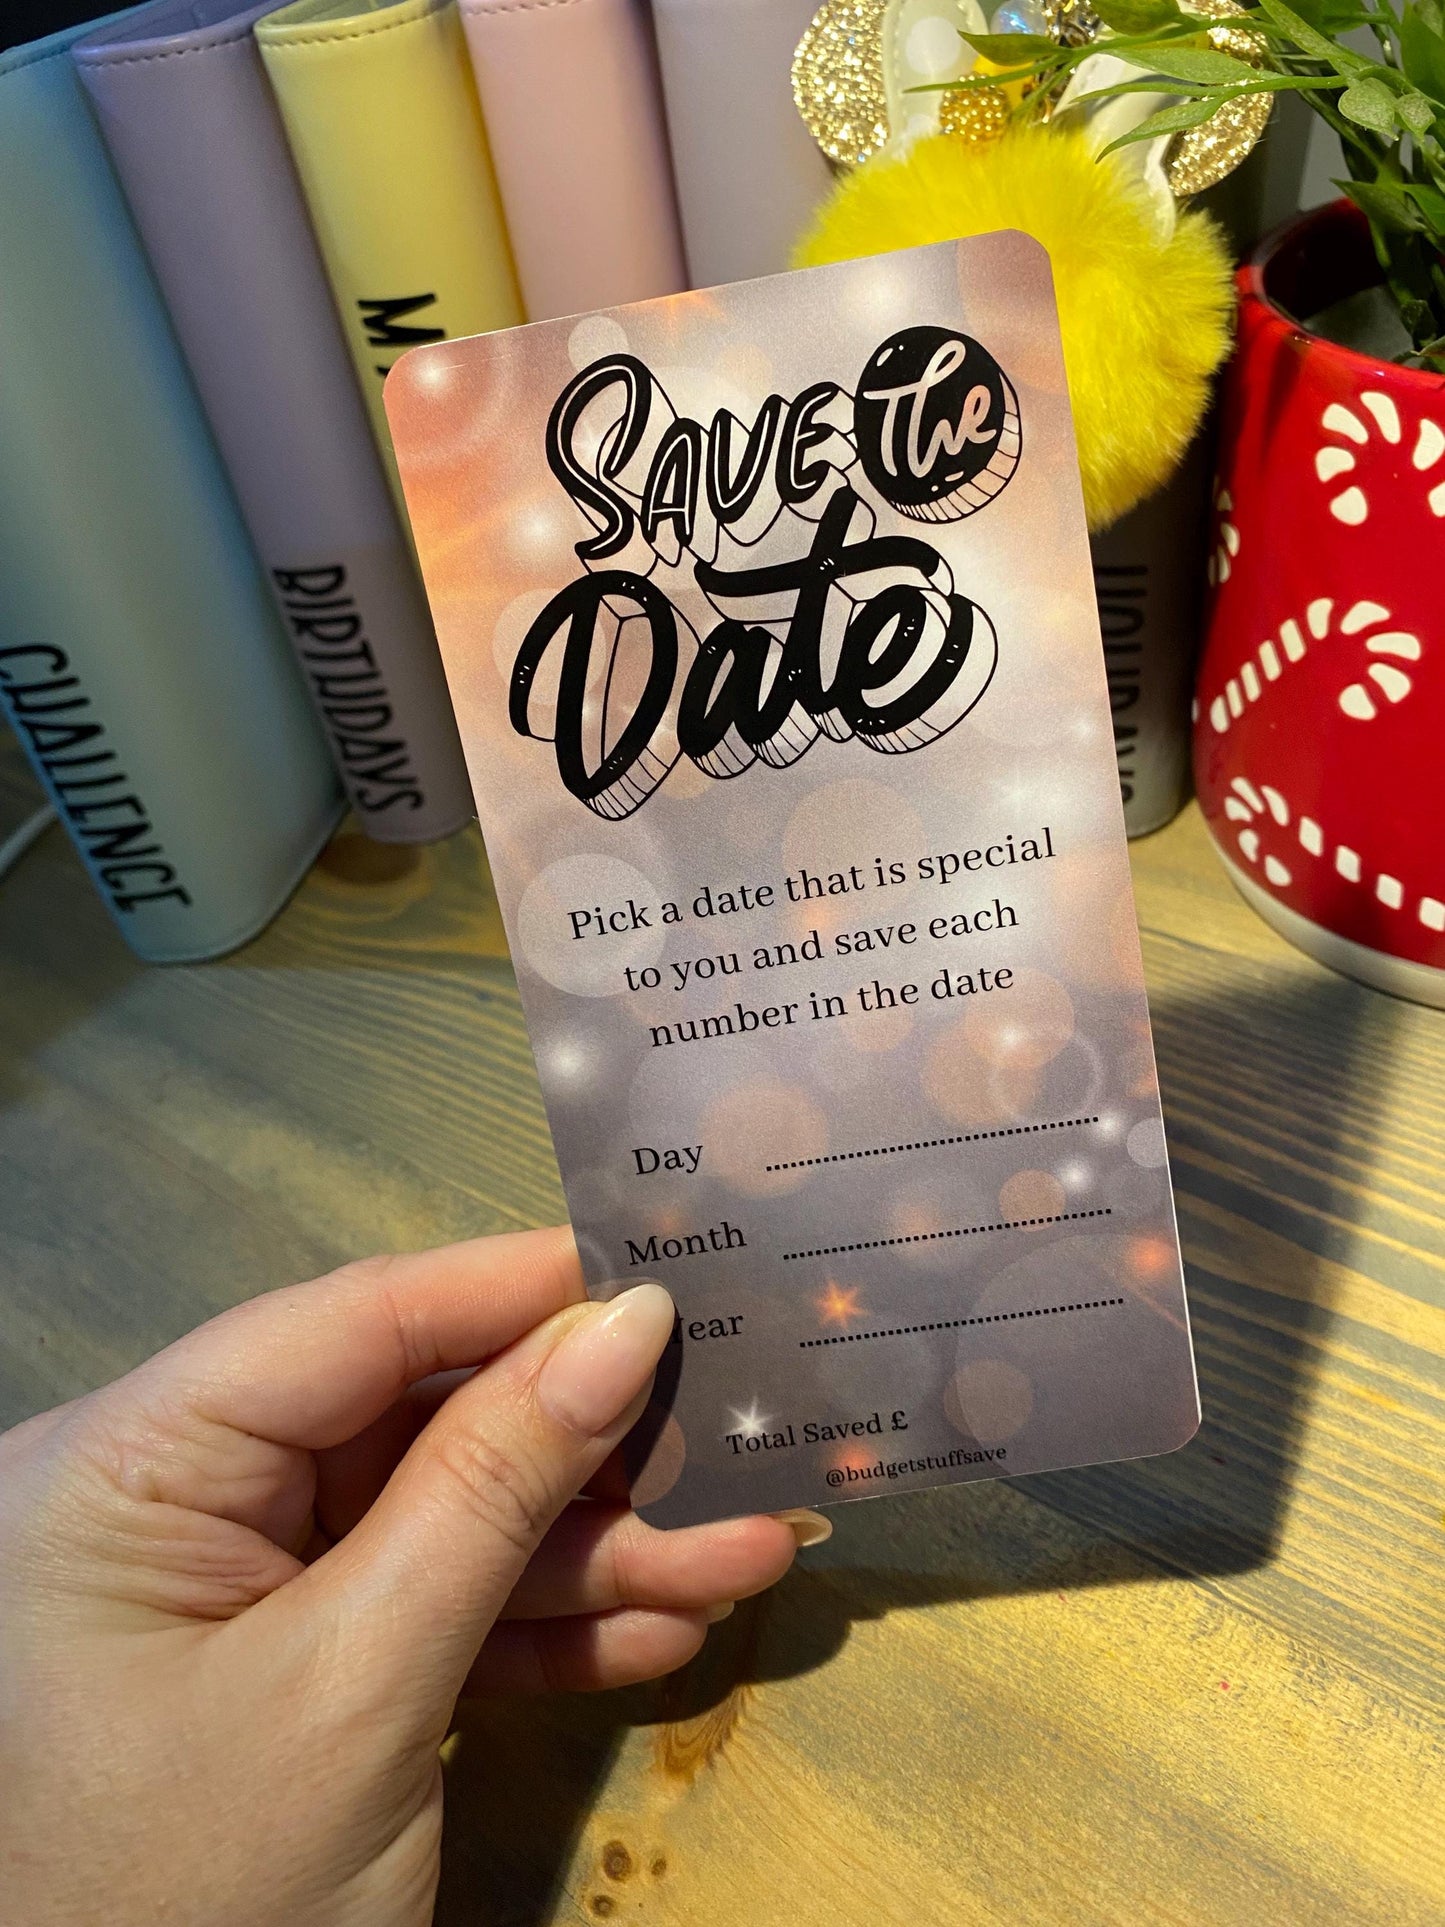 CHALLENGE
BIRTHDAYS
SAVE the
Date
Pick a date that is special
to you and save each
number in the date
Day
Month
Year
Total Saved £
@budgetstuffsave